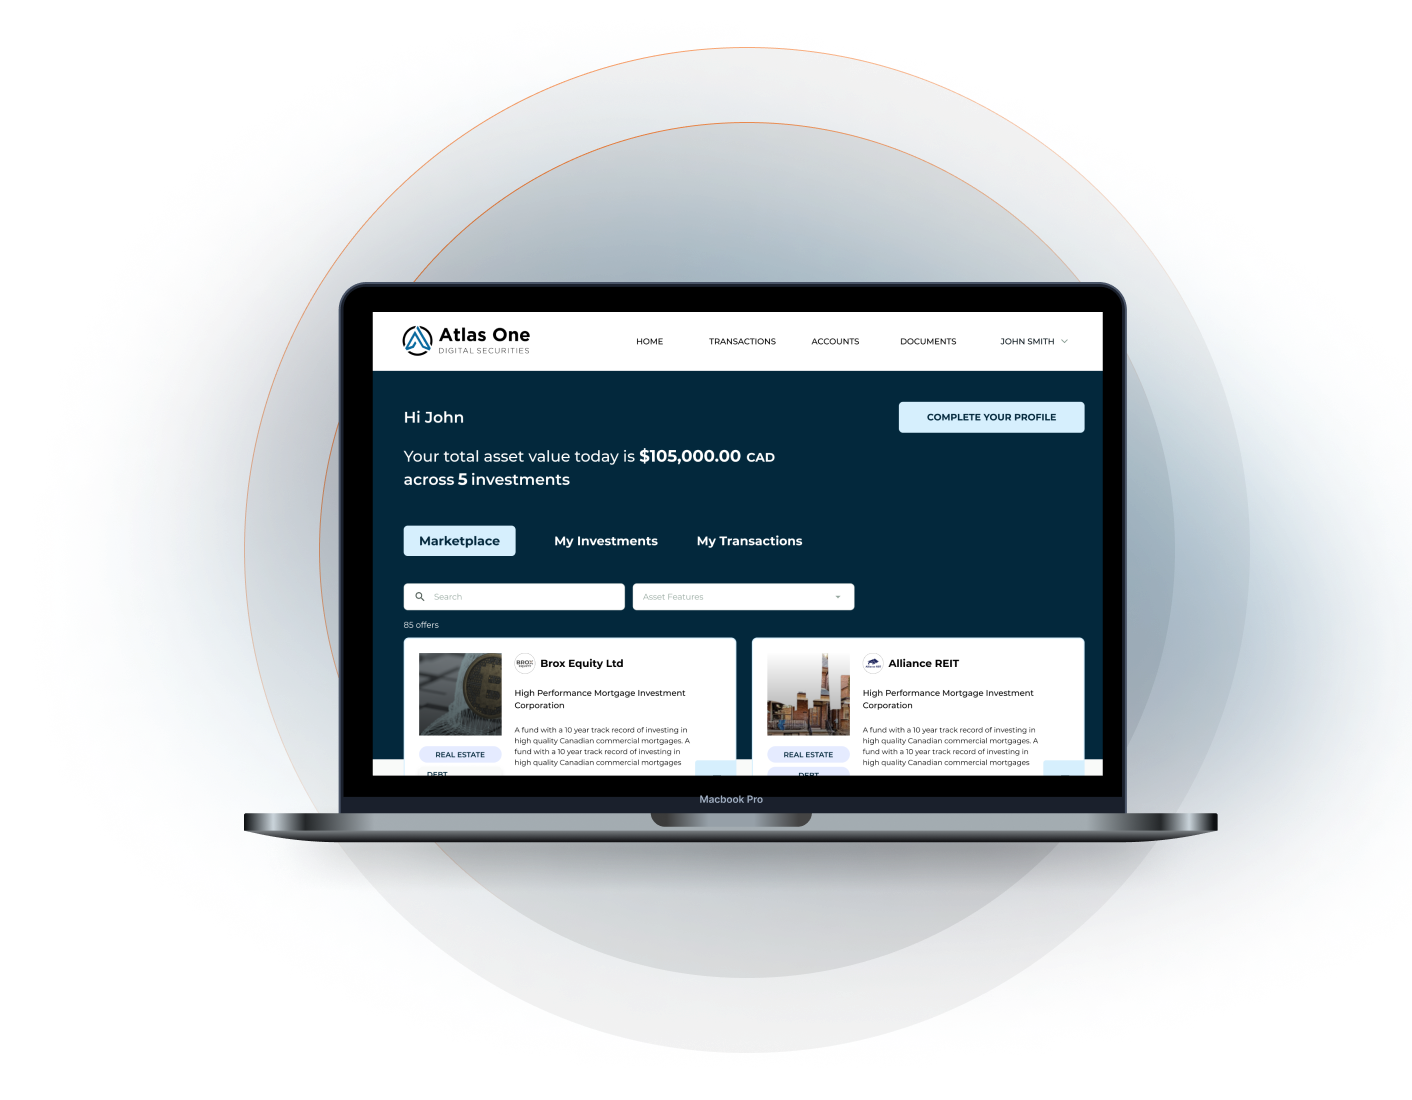 Atlas One
DIGITAL SECURITIES
HOME
TRANSACTIONS
ACCOUNTS
DOCUMENTS
JOHN SMITH
Hi John
COMPLETE YOUR PROFILE
Your total asset value today is $105,000.00 CAD
across 5 investments
Marketplace
My Investments
My Transactions
Search
Asset Features
85 offers
BROX
Brox Equity Ltd
High Performance Mortgage Investment
Corporation
A fund with a 10 year track record of investing in
high quality Canadian commercial mortgages. A
fund with a 10 year track record of investing in
high quality Canadian commercial mortgages
REAL ESTATE
DEBT
Alliance REIT
Alliance REIT
High Performance Mortgage Investment
Corporation
A fund with a 10 year track record of investing in
high quality Canadian commercial mortgages. A
fund with a 10 year track record of investing in
high quality Canadian commercial mortgages
REAL ESTATE
DEBT
Macbook Pro